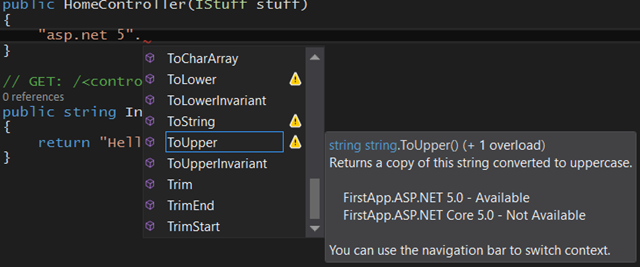 public HomeController(IStuff stuff)
{
"asp.net 5".
}
// GET: /<contro
0 references
public string In
{
return "Hell
}
ToCharArray
ToLower
ToLowerInvariant
ToString
ToUpper
ToUpperInvariant
Trim
TrimEnd
TrimStart
string string.ToUpper() (+ 1 overload)
Returns a copy of this string converted to uppercase.
FirstApp.ASP.NET 5.0 - Available
FirstApp.ASP.NET Core 5.0 - Not Available
You can use the navigation bar to switch context.